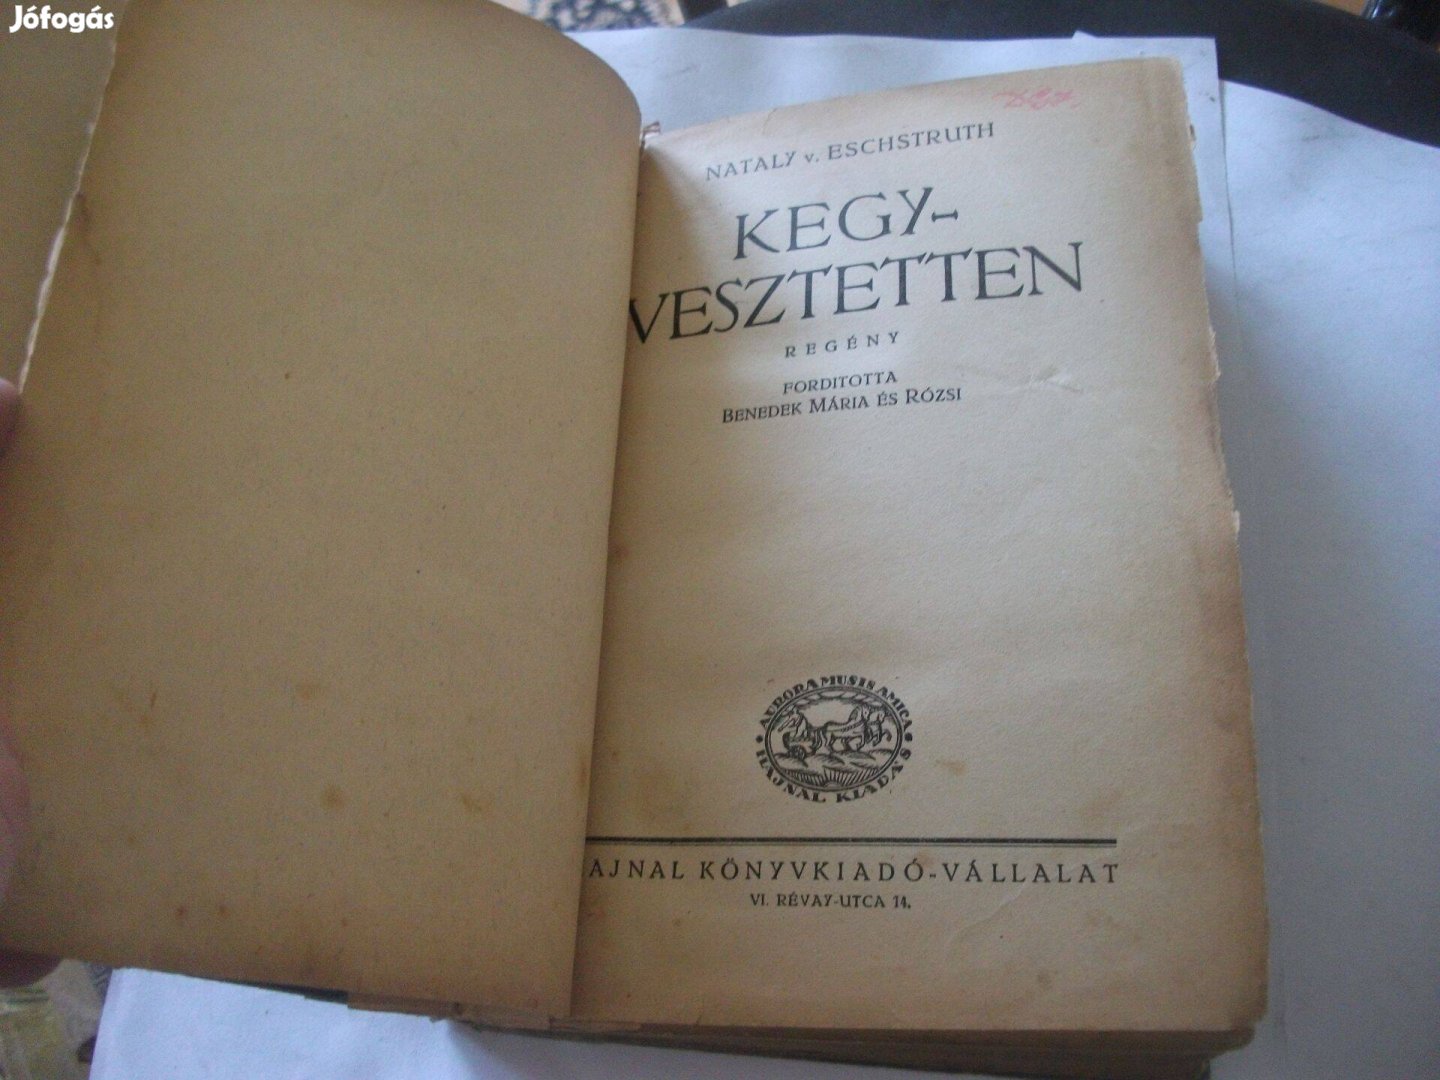 Jófogás
NATALY v. ESCHSTRUTH
KEGY-
VESZTETTEN
REGÉNY
FORDITOTTA
BENEDEK MÁRIA ÉS RÓZSI
AURORA MUSIS AMICA
HAJNAL KIADÁS
AJNAL KÖNYVKIADÓ-VÁLLALAT
VI. RÉVAY-UTCA 14.